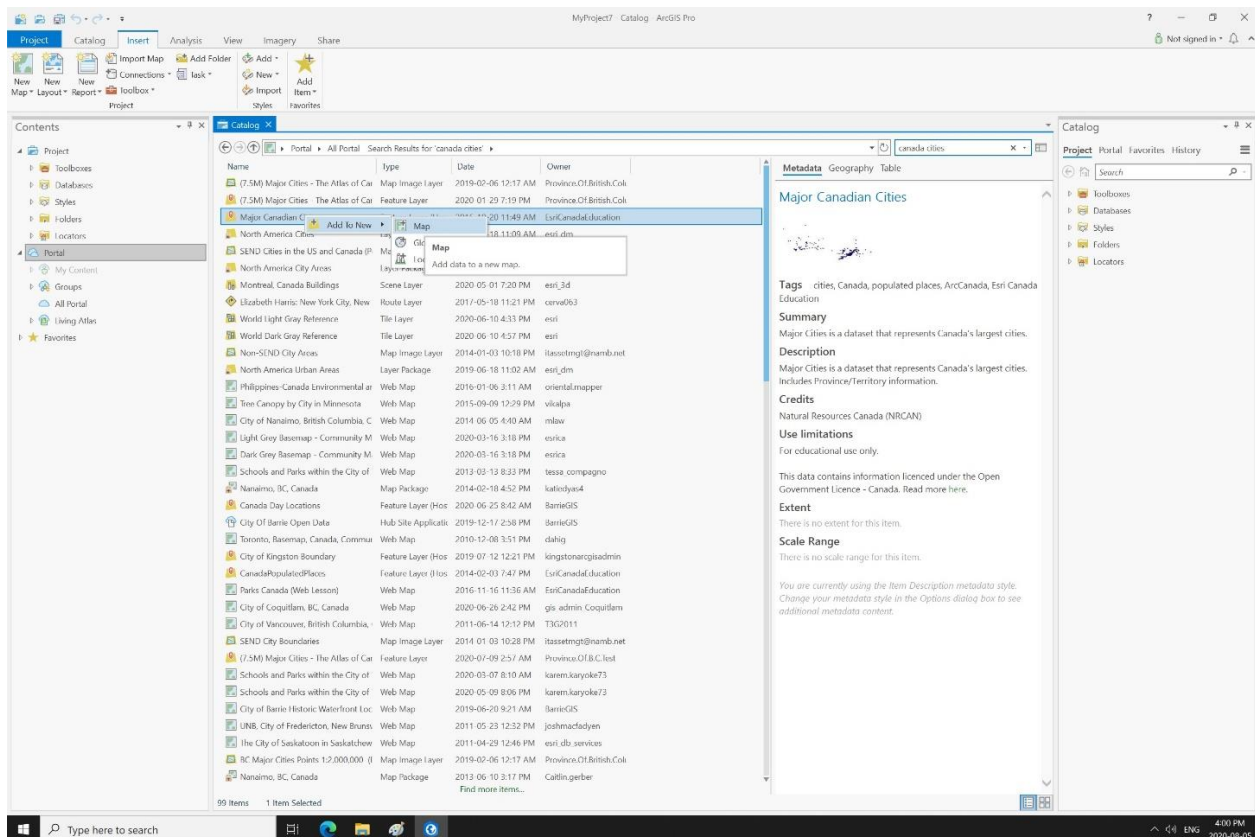 MyProject7 Catalog ArcGIS Pro
? — X
Project Catalog Insert Analysis View Imagery Share
Not signed in
Import Map
Add Folder
Add
New Map Layout Report
New New New
Connections
Task
New
Add Item
Toolbox
Import
Project
Styles
Favorites
Contents
Project
Toolboxes
Databases
Styles
Folders
Locators
Portal
My Content
Groups
All Portal
Living Atlas
Favorites
Catalog
Portal All Portal Search Results for 'canada cities'
canada cities
Name Type Date Owner
(7.5M) Major Cities - The Atlas of Car Map Image Layer 2019-02-06 12:17 AM Province.Of.British.Colu
(7.5M) Major Cities The Atlas of Car Feature Layer 2020 01 29 7:19 PM Province.Of.British.Colu
Major Canadian C 20 11:49 AM EsriCanadaEducation
Add To New
Map
North America Cities 18 11:09 AM esri_dm
SEND Cities in the US and Canada (P
Map
Add data to a new map.
North America City Areas Layer Package
Montreal, Canada Buildings Scene Layer 2020-05-01 7:20 PM esri_3d
Elizabeth Harris: New York City, New Route Layer 2017-05-18 11:21 PM cerva063
World Light Gray Reference Tile Layer 2020-06-10 4:33 PM esri
World Dark Gray Reference Tile Layer 2020 06 10 4:57 PM esri
Non-SEND City Areas Map Image Layer 2014-01-03 10:18 PM itassetmgt@namb.net
North America Urban Areas Layer Package 2019-06-18 11:02 AM esri_dm
Philippines-Canada Environmental ar Web Map 2016-01-06 3:11 AM oriental.mapper
Tree Canopy by City in Minnesota Web Map 2015-09-09 12:29 PM vikalpa
City of Nanaimo, British Columbia, C Web Map 2014 06 05 4:40 AM mlaw
Light Grey Basemap - Community M Web Map 2020-03-16 3:18 PM esrica
Dark Grey Basemap - Community M. Web Map 2020-03-16 3:18 PM esrica
Schools and Parks within the City of Web Map 2013-03-13 8:33 PM tessa_compagno
Nanaimo, BC, Canada Map Package 2014-02-18 4:52 PM katiedyas4
Canada Day Locations Feature Layer (Hos 2020 06 25 8:42 AM BarrieGIS
City Of Barrie Open Data Hub Site Applicatic 2019-12-17 2:58 PM BarrieGIS
Toronto, Basemap, Canada, Commu Web Map 2010-12-08 3:51 PM dahig
City of Kingston Boundary Feature Layer (Hos 2019 07 12 12:21 PM kingstonarcgisadmin
CanadaPopulatedPlaces Feature Layer (Hos 2014-02-03 7:47 PM EsriCanadaEducation
Parks Canada (Web Lesson) Web Map 2016-11-16 11:36 AM EsriCanadaEducation
City of Coquitlam, BC, Canada Web Map 2020-06-26 2:42 PM gis_admin_Coquitlam
City of Vancouver, British Columbia, Web Map 2011-06-14 12:12 PM T3G2011
SEND City Boundaries Map Image Layer 2014 01 03 10:28 PM itassetmgt@namb.net
(7.5M) Major Cities - The Atlas of Car Feature Layer 2020-07-09 2:57 AM Province.Of.B.C.Test
Schools and Parks within the City of Web Map 2020-03-07 8:10 AM karem.karyoke73
Schools and Parks within the City of Web Map 2020 05 09 8:06 PM karem.karyoke73
City of Barrie Historic Waterfront Loc Web Map 2019-06-20 9:21 AM BarrieGIS
UNB, City of Fredericton, New Brunsv Web Map 2011 05 23 12:32 PM joshmacfadyen
The City of Saskatoon in Saskatchew Web Map 2011-04-29 12:46 PM esri_db_services
BC Major Cities Points 1:2,000,000 (I Map Image Layer 2019-02-06 12:17 AM Province.Of.British.Colu
Nanaimo, BC, Canada Map Package 2013 06 10 3:17 PM Caitlin.gerber
Find more items...
99 Items 1 Item Selected
Metadata Geography Table
Major Canadian Cities
Tags cities, Canada, populated places, ArcCanada, Esri Canada
Education
Summary
Major Cities is a dataset that represents Canada's largest cities.
Description
Major Cities is a dataset that represents Canada's largest cities.
Includes Province/Territory information.
Credits
Natural Resources Canada (NRCAN)
Use limitations
For educational use only.
This data contains information licenced under the Open
Government Licence - Canada. Read more here.
Extent
There is no extent for this item.
Scale Range
There is no scale range for this item.
You are currently using the Item Description metadata style.
Change your metadata style in the Options dialog box to see
additional metadata content.
Catalog
Project Portal Favorites History
Search
Toolboxes
Databases
Styles
Folders
Locators
Type here to search
ENG
4:00 PM
2020-08-05